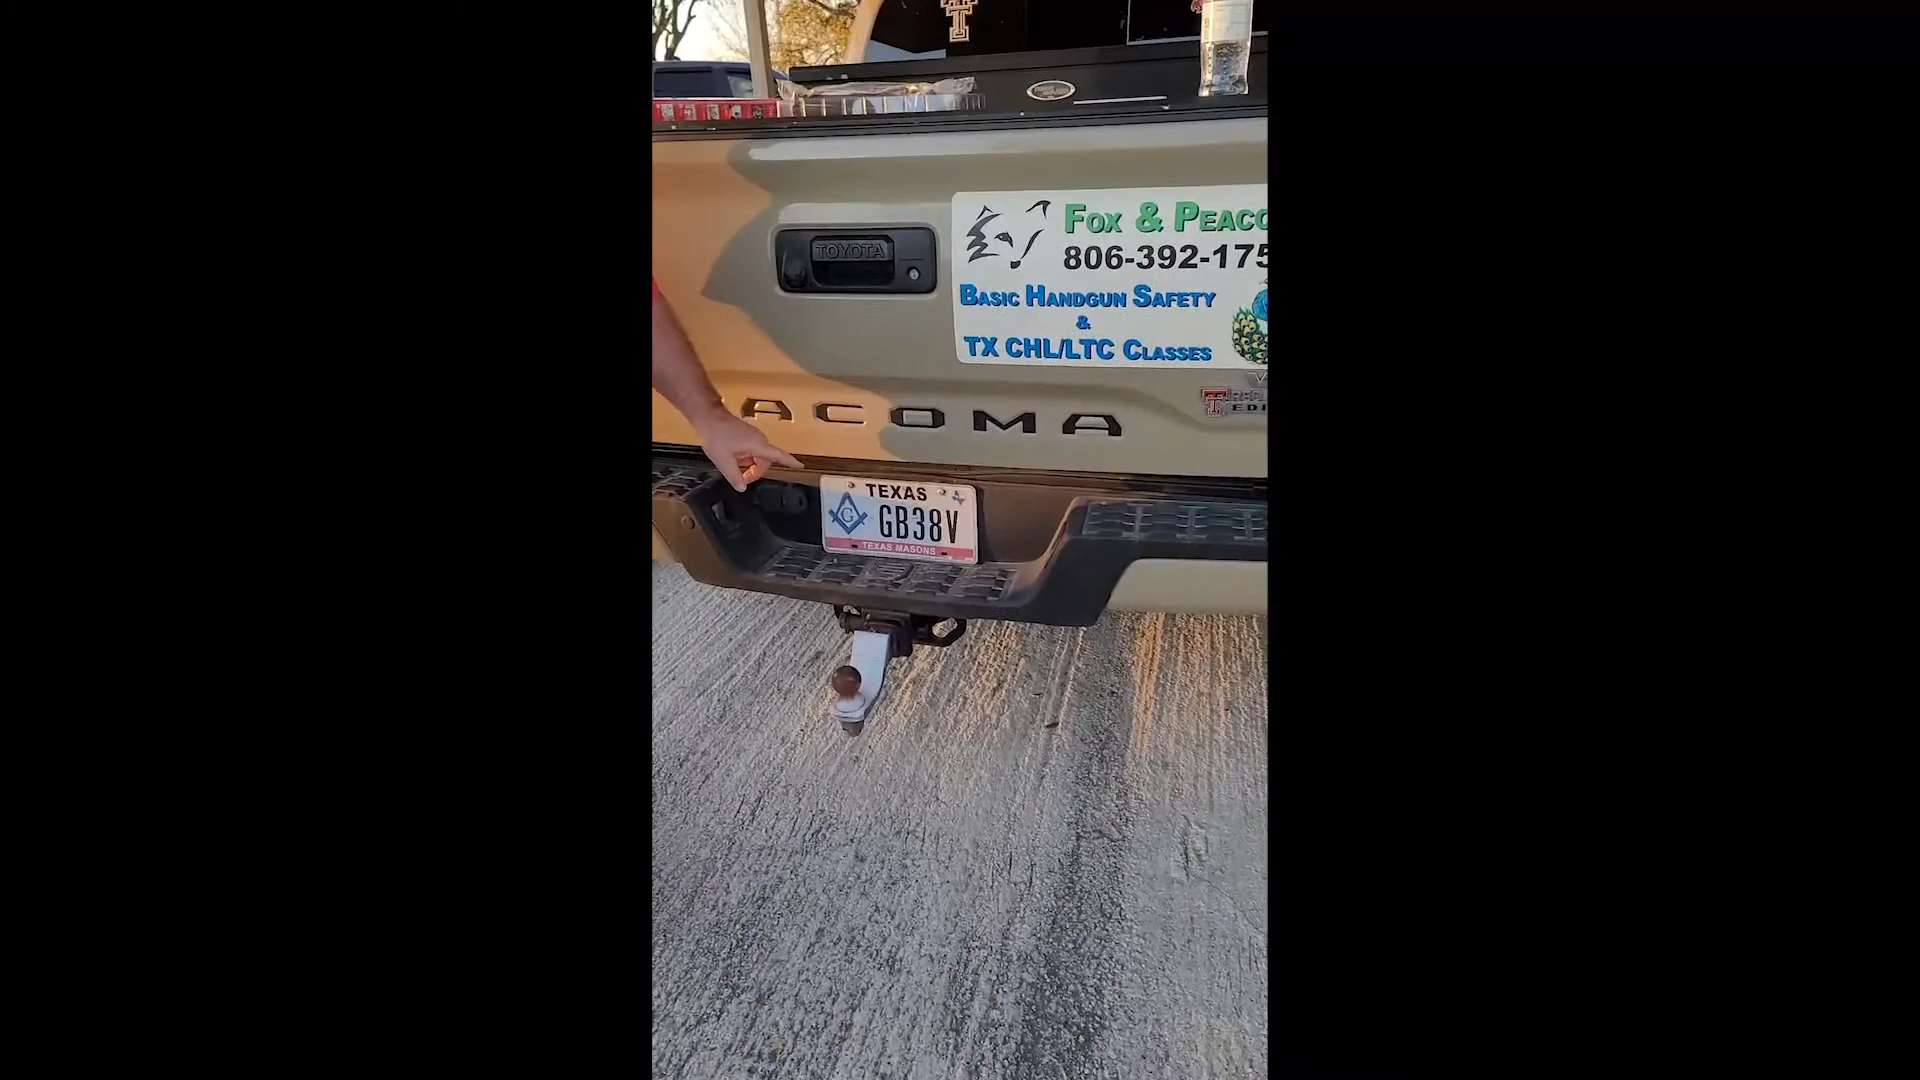 TOYOTA
FOX & PEACO
806-392-175
BASIC HANDGUN SAFETY
&
TX CHL/LTC CLASSES
ACOMA
TEXAS
G
GB38V
TEXAS MASONS